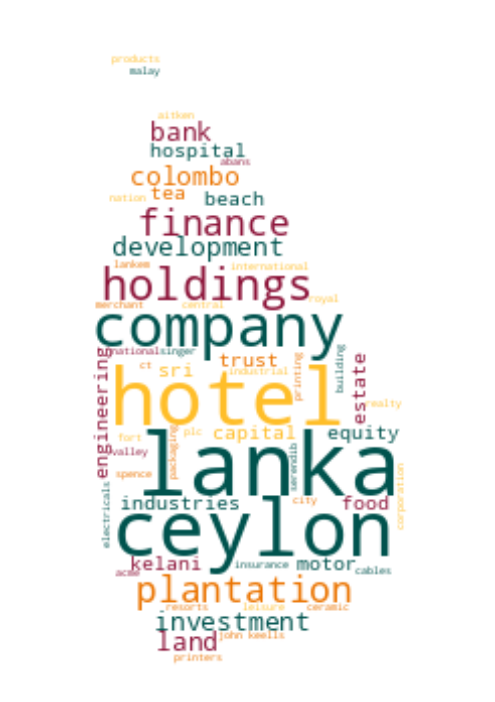 products
malay
aitken
bank
hospital
abans
colombo
tea
nation
beach
finance
development
lankem
international
holdings
merchant
central
royal
company
national
singer
engineering
ct
sri
trust
industrial
printing
building
estate
hotel
realty
fort
plc
capital
equity
valley
packaging
lanka
serendib
spence
electricals
industries
city
food
corporation
ceylon
kelani
acme
insurance
motor
cables
plantation
resorts
leisure
ceramic
investment
land
john keells
printers